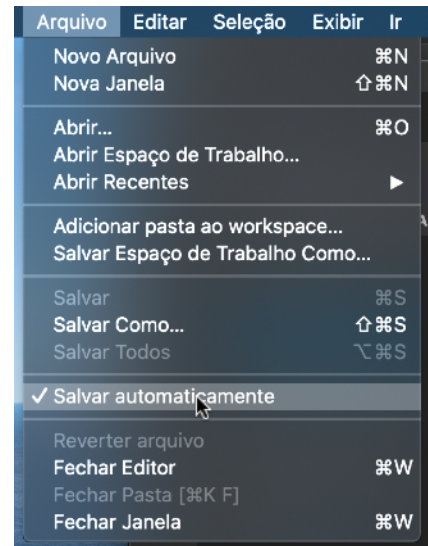 Arquivo Editar Seleção Exibir Ir
Novo Arquivo ⌘N
Nova Janela ⇧⌘N
Abrir... ⌘O
Abrir Espaço de Trabalho...
Abrir Recentes ▶
Adicionar pasta ao workspace...
Salvar Espaço de Trabalho Como...
Salvar ⌘S
Salvar Como... ⇧⌘S
Salvar Todos ⌥⌘S
✓ Salvar automaticamente
Reverter arquivo
Fechar Editor ⌘W
Fechar Pasta [⌘K F]
Fechar Janela ⌘W